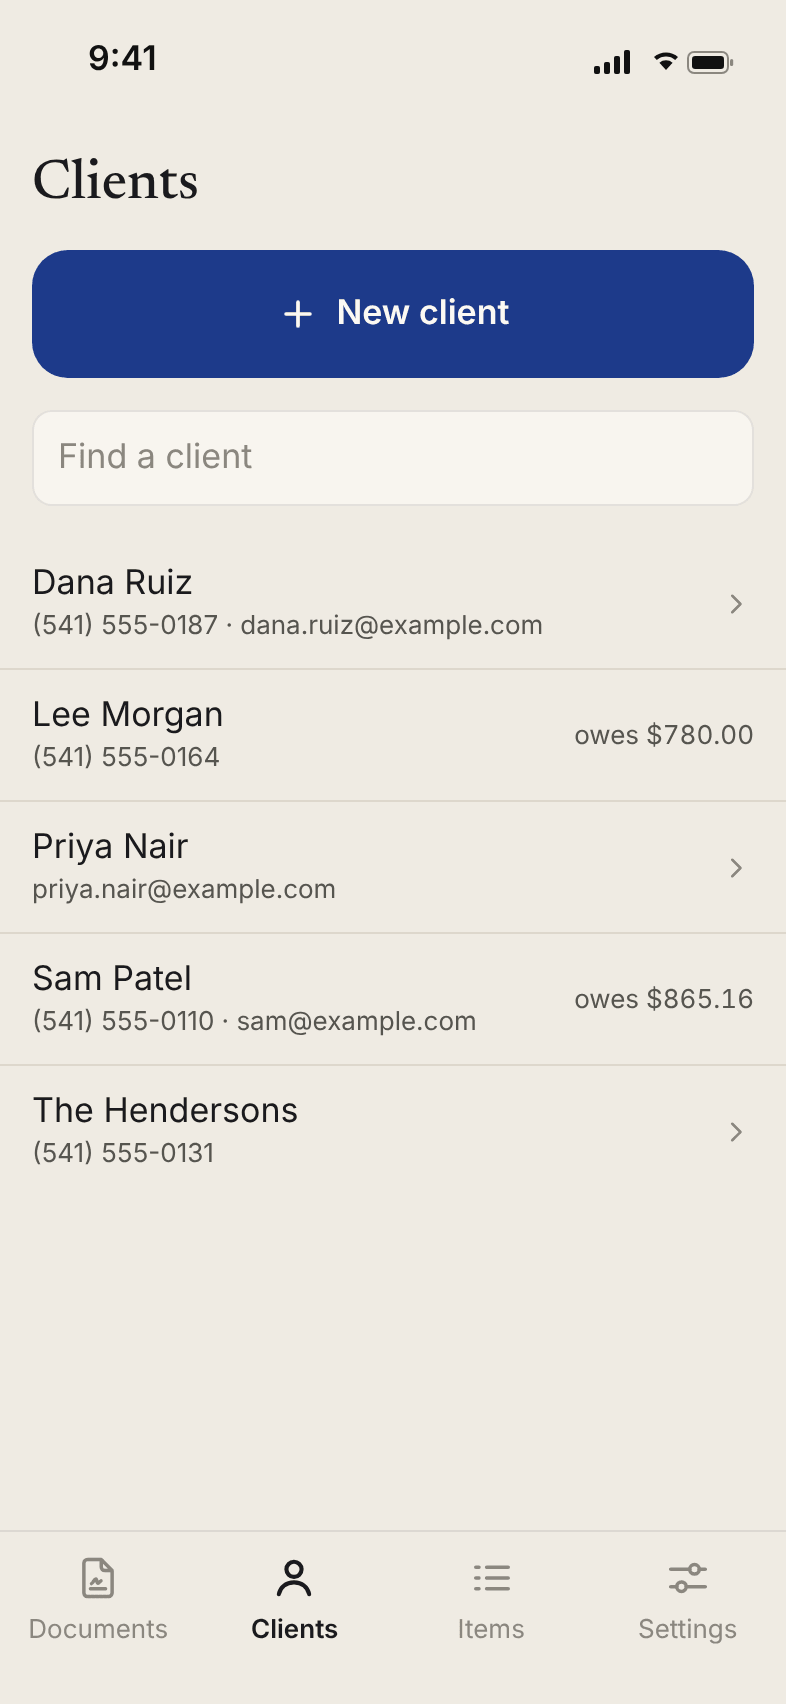 9:41
Clients
New client
Find a client
Dana Ruiz
(541) 555-0187 · dana.ruiz@example.com
Lee Morgan
(541) 555-0164
owes $780.00
Priya Nair
priya.nair@example.com
Sam Patel
(541) 555-0110 · sam@example.com
owes $865.16
The Hendersons
(541) 555-0131
Documents
Clients
Items
Settings